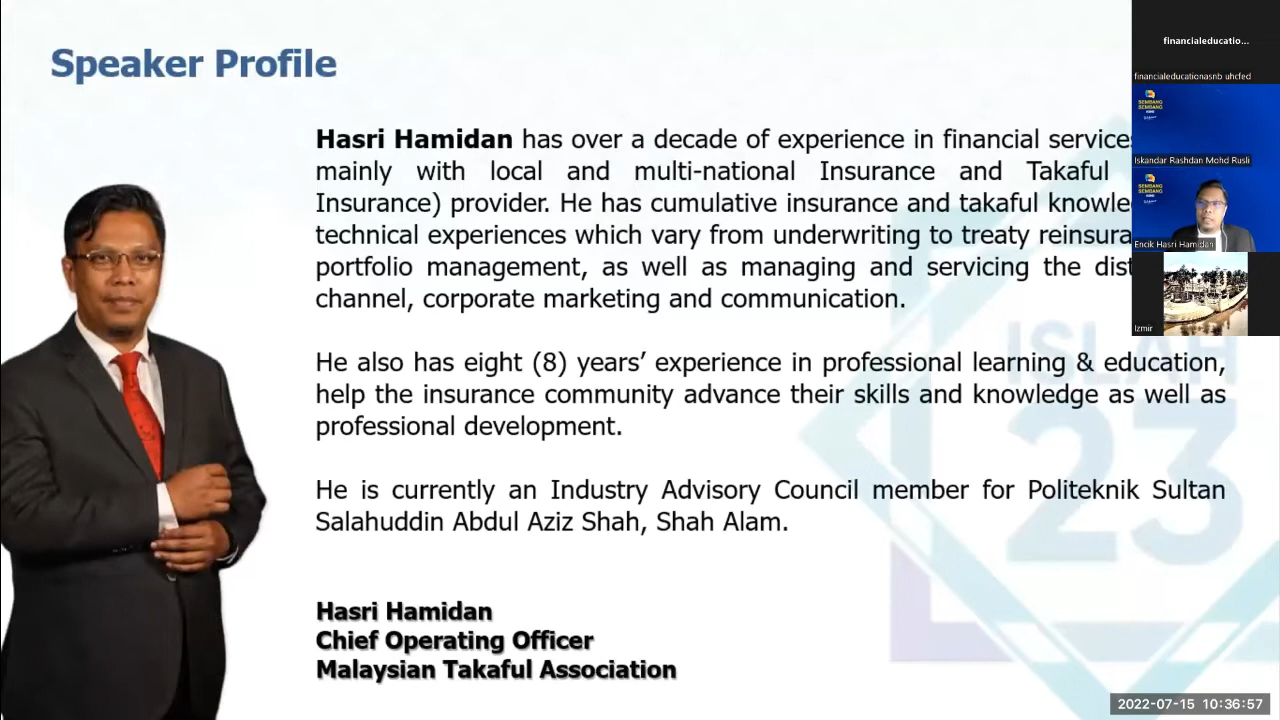 Speaker Profile
Hasri Hamidan has over a decade of experience in financial services
mainly with local and multi-national Insurance and Takaful
Insurance) provider. He has cumulative insurance and takaful
technical experiences which vary from underwriting to treaty
portfolio management, as well as managing and servicing the
channel, corporate marketing and communication.
He also has eight (8) years’ experience in professional learning & education,
help the insurance community advance their skills and knowledge as well as
professional development.
He is currently an Industry Advisory Council member for Politeknik Sultan
Salahuddin Abdul Aziz Shah, Shah Alam.
Hasri Hamidan
Chief Operating Officer
Malaysian Takaful Association
ISLAH
23
financialeducatio...
financialeducationasnb uhcfed
SEMBANG
SEMBANG
Iskandar Rashdan Mohd Rusli
SEMBANG
SEMBANG
Encik Hasri Hamidan
Izmir
2022-07-15 10:36:57